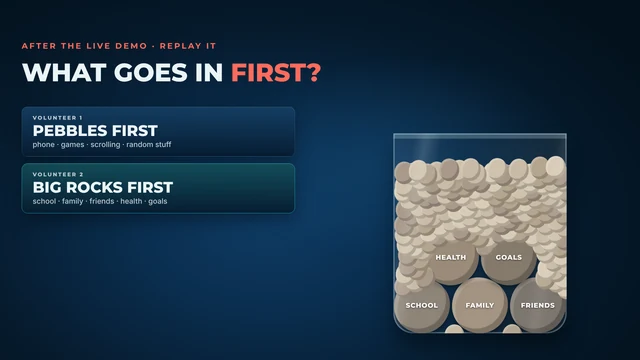 AFTER THE LIVE DEMO · REPLAY IT
WHAT GOES IN FIRST?
VOLUNTEER 1
PEBBLES FIRST
phone · games · scrolling · random stuff
VOLUNTEER 2
BIG ROCKS FIRST
school · family · friends · health · goals
HEALTH
GOALS
SCHOOL
FAMILY
FRIENDS